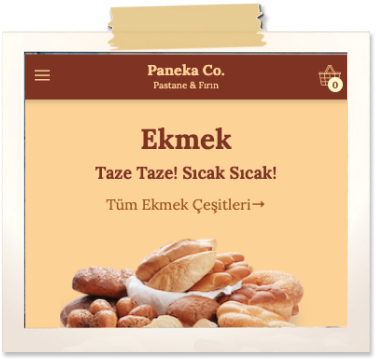 Paneka Co.
Pastane & Fırın
0
Ekmek
Taze Taze! Sıcak Sıcak!
Tüm Ekmek Çeşitleri→